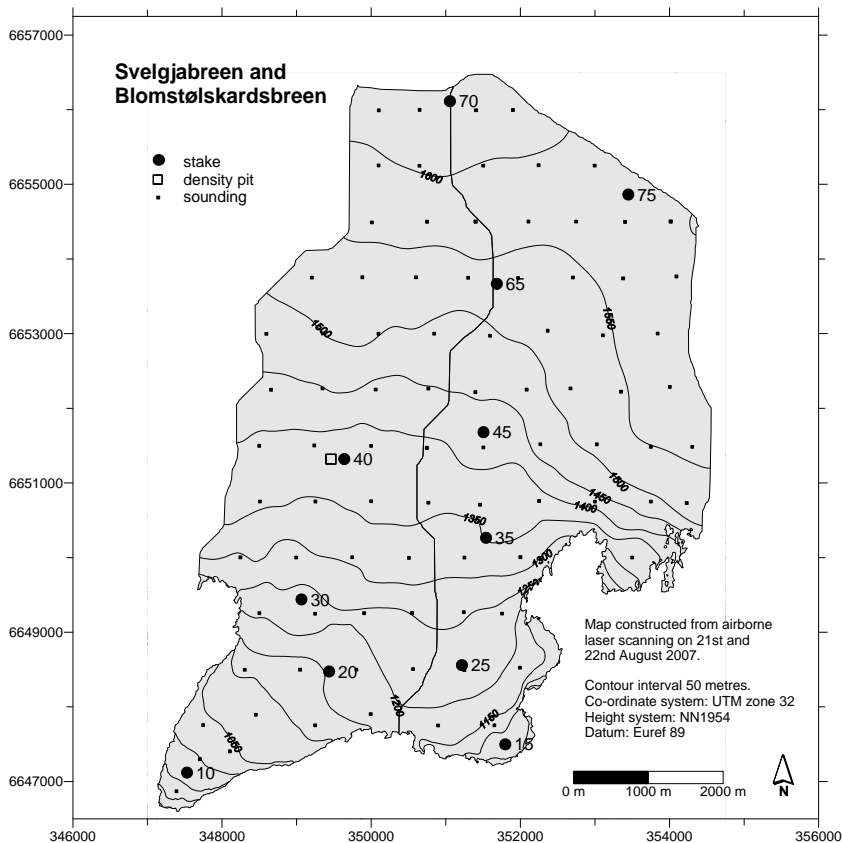 Svelgjabreen and
Blomstølskardsbreen
stake
density pit
sounding
6657000
6655000
6653000
6651000
6649000
6647000
70
1600
75
65
1550
1500
45
40
1500
1450
1400
1350
35
1300
1250
30
25
20
1200
1150
15
1050
10
Map constructed from airborne
laser scanning on 21st and
22nd August 2007.
Contour interval 50 metres.
Co-ordinate system: UTM zone 32
Height system: NN1954
Datum: Euref 89
0 m 1000 m 2000 m
N
346000 348000 350000 352000 354000 356000